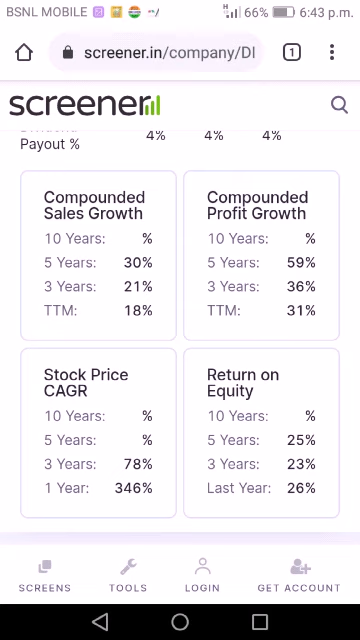 BSNL MOBILE 66% 6:43 p.m.
screener.in/company/DI 1
screener
Payout % 4% 4% 4%
Compounded Sales Growth
10 Years: %
5 Years: 30%
3 Years: 21%
TTM: 18%
Compounded Profit Growth
10 Years: %
5 Years: 59%
3 Years: 36%
TTM: 31%
Stock Price CAGR
10 Years: %
5 Years: %
3 Years: 78%
1 Year: 346%
Return on Equity
10 Years: %
5 Years: 25%
3 Years: 23%
Last Year: 26%
SCREENS TOOLS LOGIN GET ACCOUNT